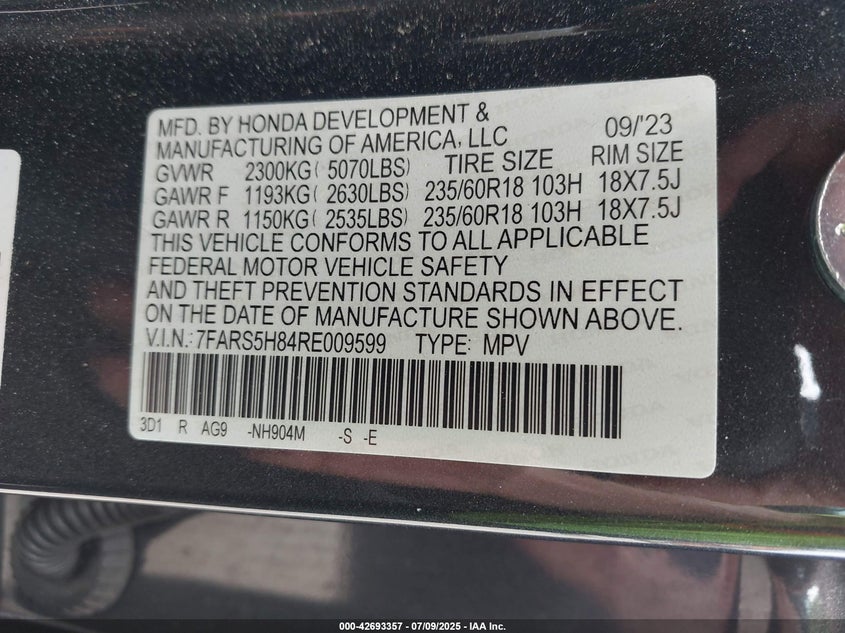 MFD. BY HONDA DEVELOPMENT &
MANUFACTURING OF AMERICA, LLC 09/'23
GVWR 2300KG( 5070LBS) TIRE SIZE RIM SIZE
GAWR F 1193KG( 2630LBS) 235/60R18 103H 18X7.5J
GAWR R 1150KG( 2535LBS) 235/60R18 103H 18X7.5J
THIS VEHICLE CONFORMS TO ALL APPLICABLE
FEDERAL MOTOR VEHICLE SAFETY
AND THEFT PREVENTION STANDARDS IN EFFECT
ON THE DATE OF MANUFACTURE SHOWN ABOVE.
V.I.N.:7FARS5H84RE009599 TYPE: MPV
3D1 R AG9 -NH904M -S -E
000-42693357 | 07/09/2025 - IAA Inc.